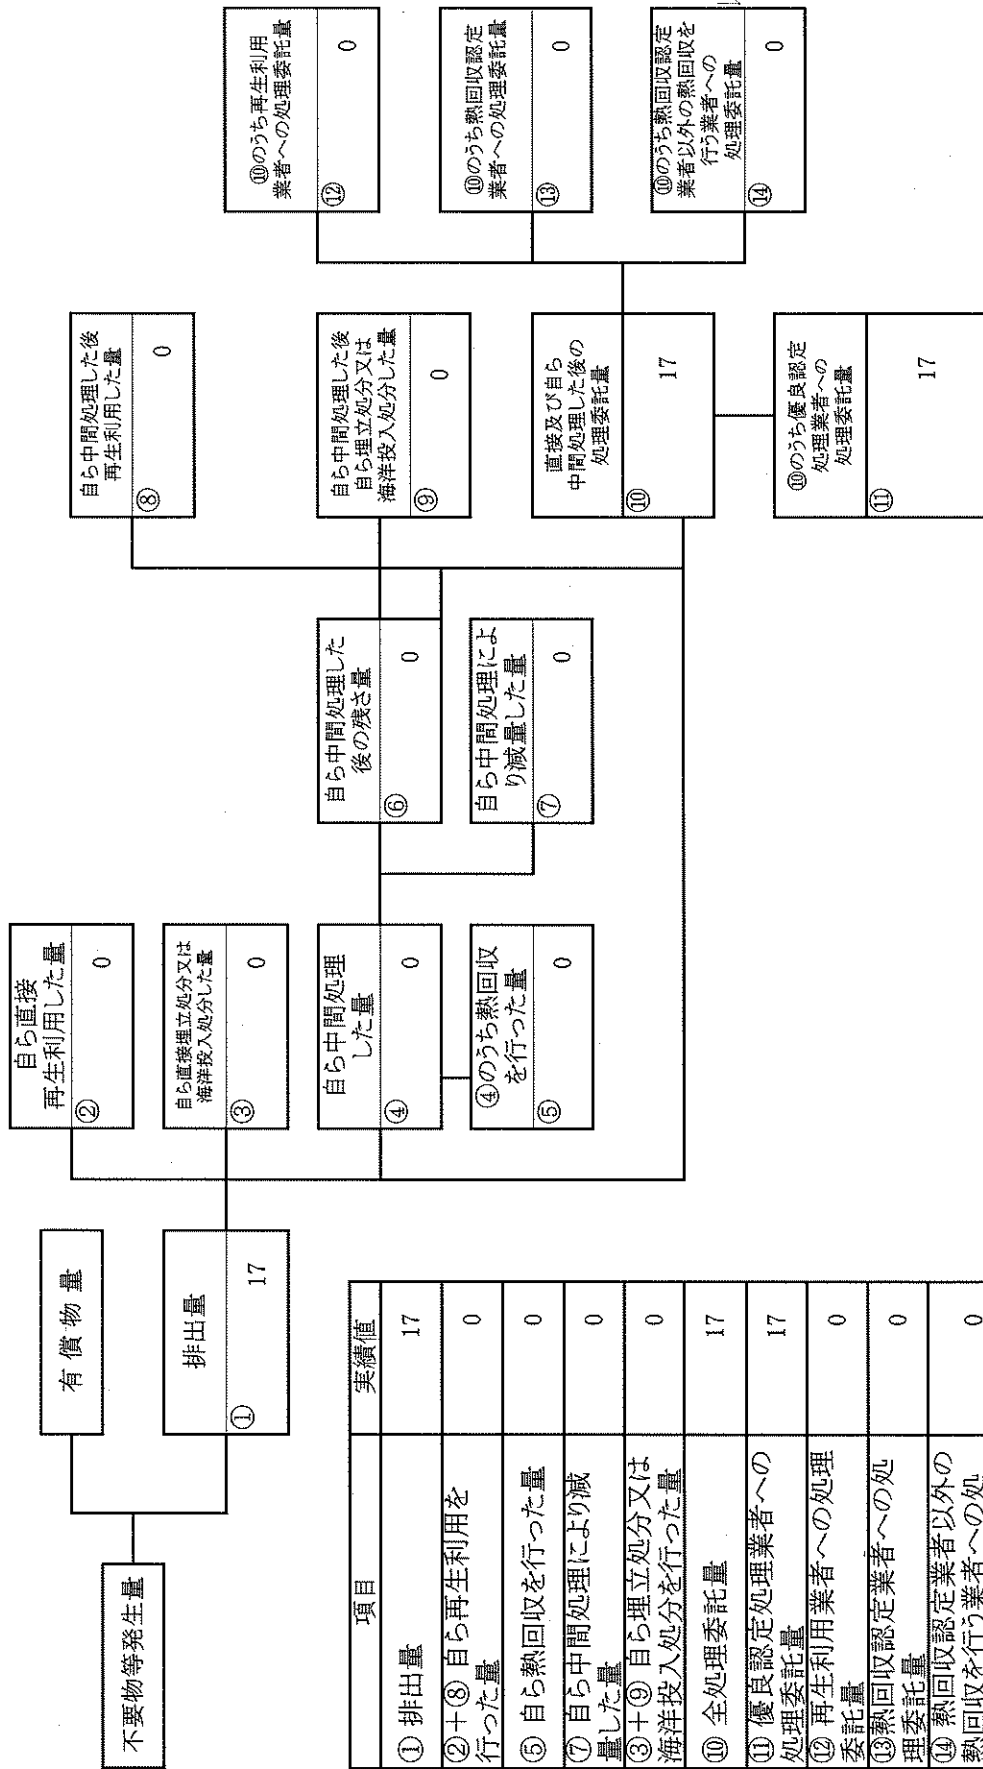 不要物等発生量
有償物量
排出量
①
17
自ら直接
再生利用した量
②
0
自ら直接埋立処分又は
海洋投入処分した量
③
0
自ら中間処理
した量
④
0
④のうち熱回収
を行った量
⑤
0
自ら中間処理した
後の残さ量
⑥
0
自ら中間処理によ
り減量した量
⑦
0
自ら中間処理した後
再生利用した量
⑧
0
自ら中間処理した後
自ら埋立処分又は
海洋投入処分した量
⑨
0
直接及び自ら
中間処理した後の
処理委託量
⑩
17
⑩のうち優良認定
処理業者への
処理委託量
⑪
17
⑩のうち再生利用
業者への処理委託量
⑫
0
⑩のうち熱回収認定
業者への処理委託量
⑬
0
⑩のうち熱回収認定
業者以外の熱回収を
行う業者への
処理委託量
⑭
0
項目 実績値
①排出量 17
②+⑧自ら再生利用を
行った量 0
⑤自ら熱回収を行った量 0
⑦自ら中間処理により減
量した量 0
③+⑨自ら埋立処分又は
海洋投入処分を行った量 0
⑩全処理委託量 17
⑪優良認定処理業者への
処理委託量 17
⑫再生利用業者への処理
委託量 0
⑬熱回収認定業者への処
理委託量 0
⑭熱回収認定業者以外の
熱回収を行う業者への処 0